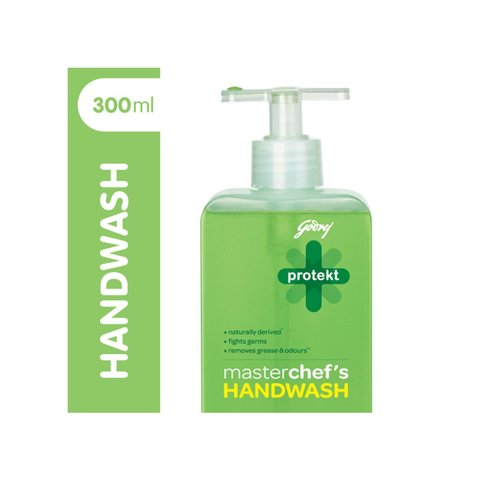 300ml
HANDWASH
Godrej
protekt
+ naturally derived*
+ fights germs
+ removes grease & odours**
masterchef's
HANDWASH